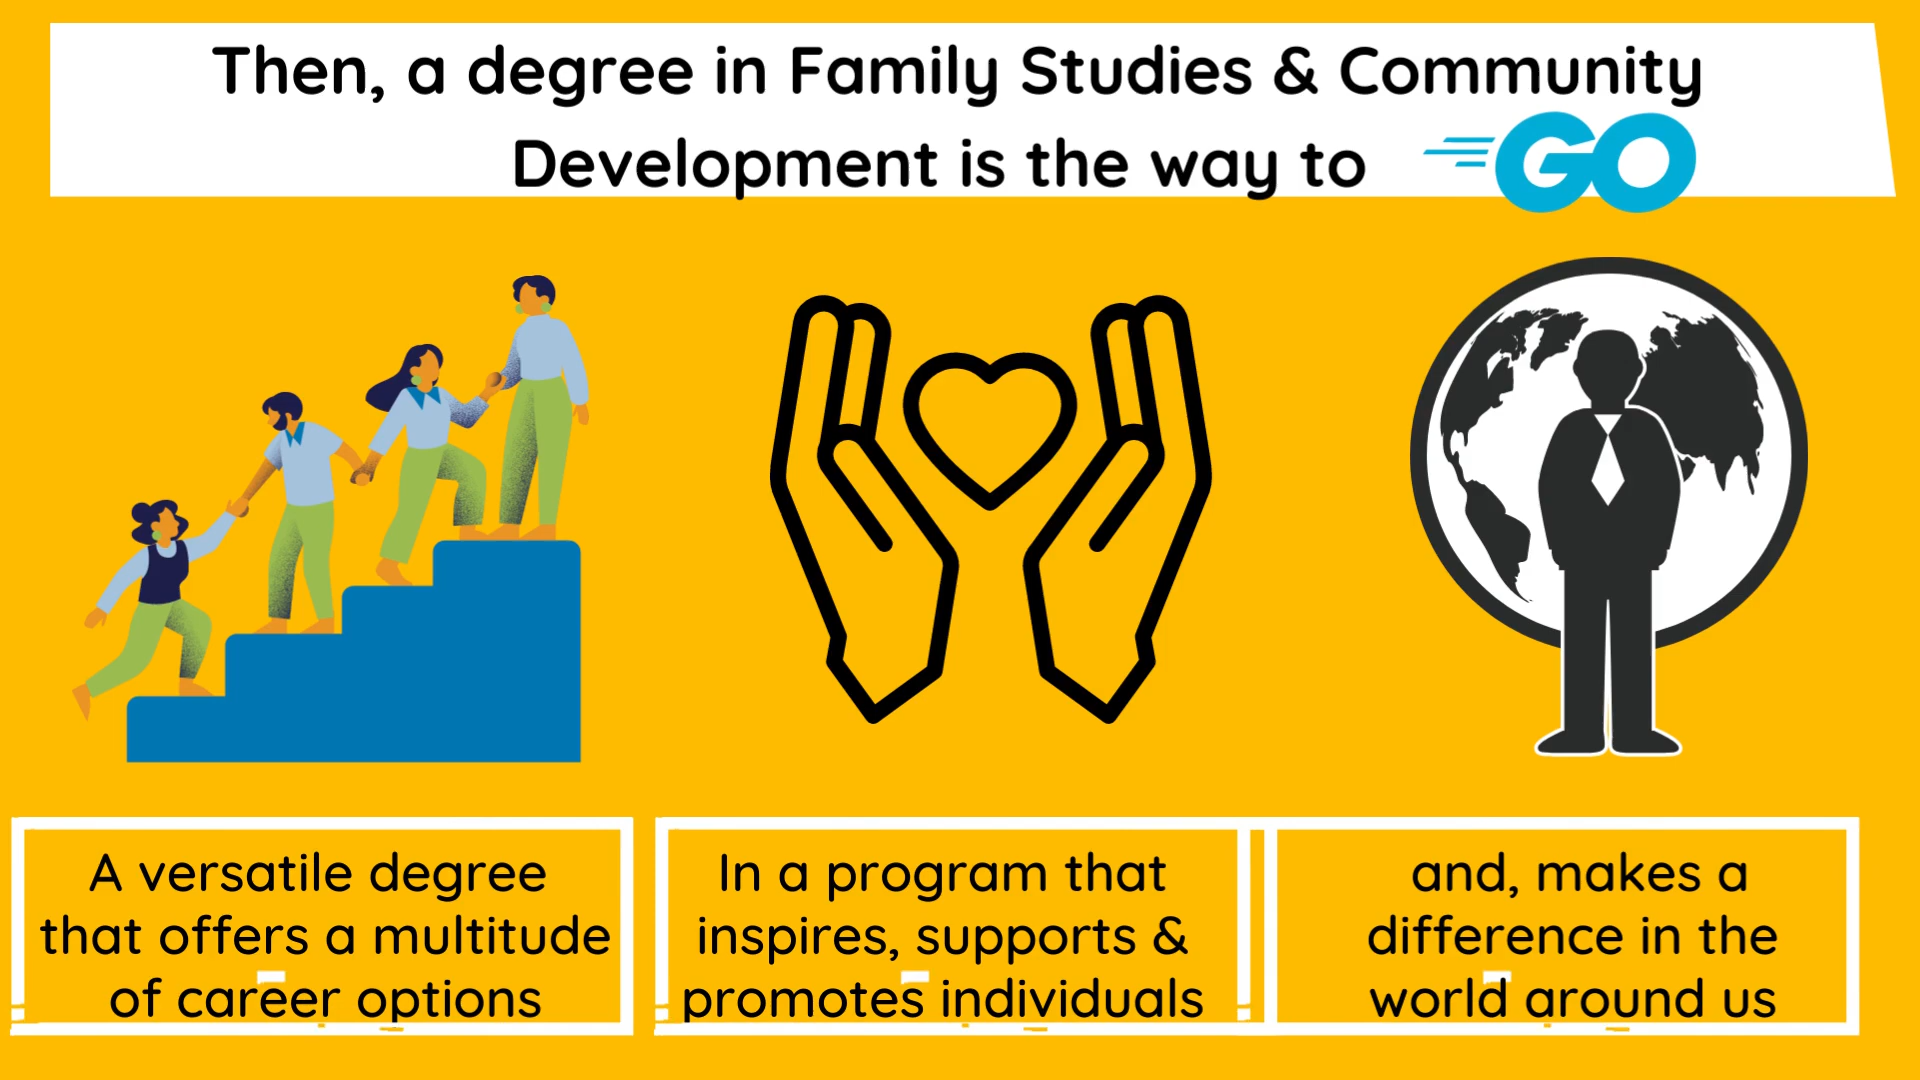 Then, a degree in Family Studies & Community
Development is the way to GO
A versatile degree
that offers a multitude
of career options
In a program that
inspires, supports &
promotes individuals
and, makes a
difference in the
world around us